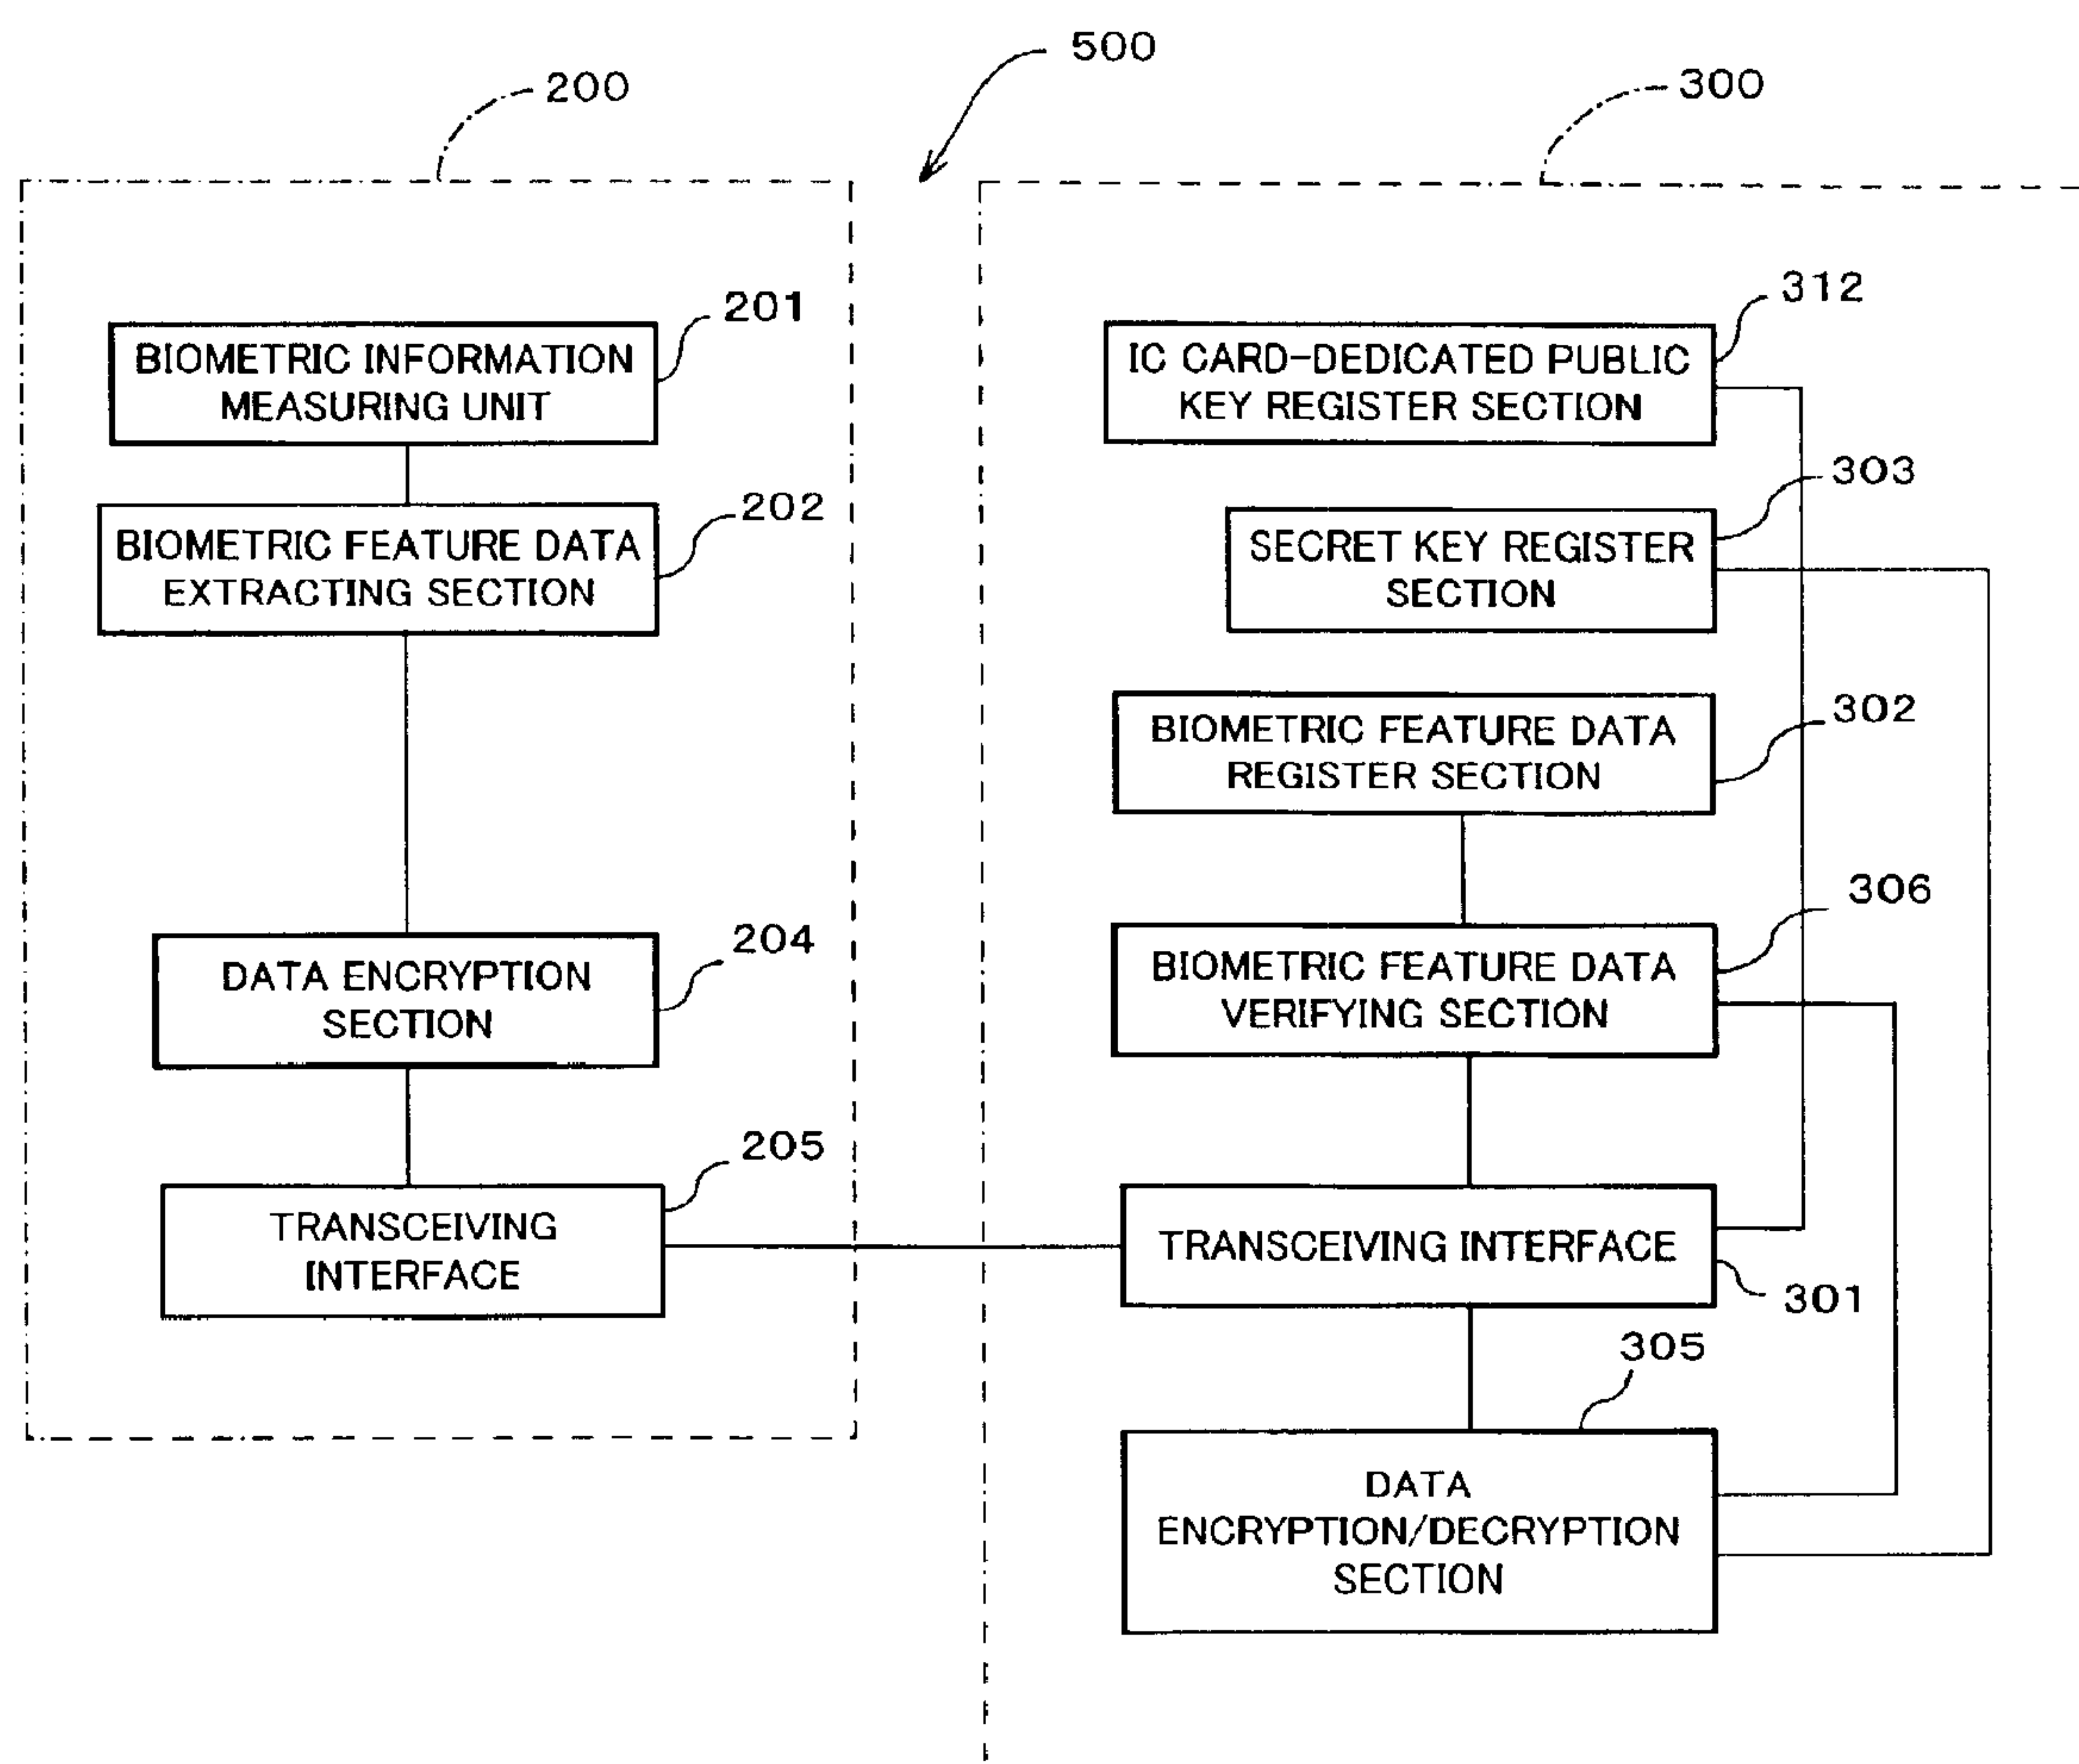 500
200
300
201
BIOMETRIC INFORMATION
MEASURING UNIT
202
BIOMETRIC FEATURE DATA
EXTRACTING SECTION
204
DATA ENCRYPTION
SECTION
205
TRANSCEIVING
INTERFACE
312
IC CARD-DEDICATED PUBLIC
KEY REGISTER SECTION
303
SECRET KEY REGISTER
SECTION
302
BIOMETRIC FEATURE DATA
REGISTER SECTION
306
BIOMETRIC FEATURE DATA
VERIFYING SECTION
TRANSCEIVING INTERFACE
301
305
DATA
ENCRYPTION/DECRYPTION
SECTION